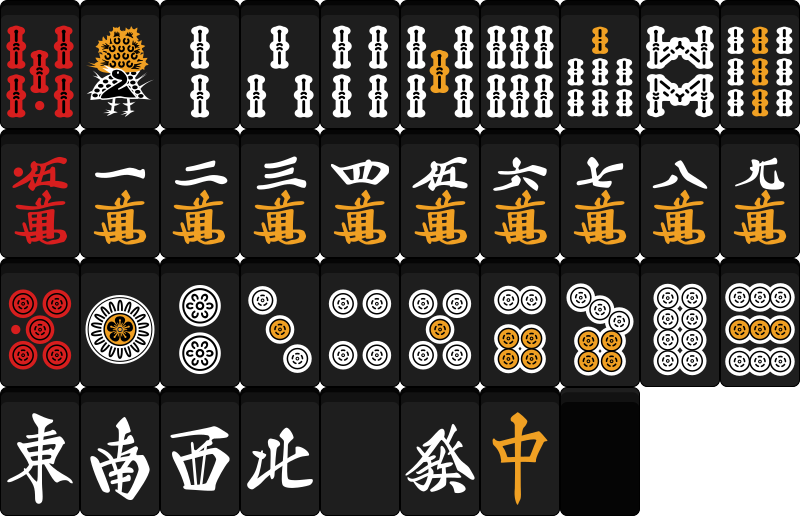 伍 一 二 三 四 伍 六 七 八 九
萬 萬 萬 萬 萬 萬 萬 萬 萬 萬
東 南 西 北 發 中